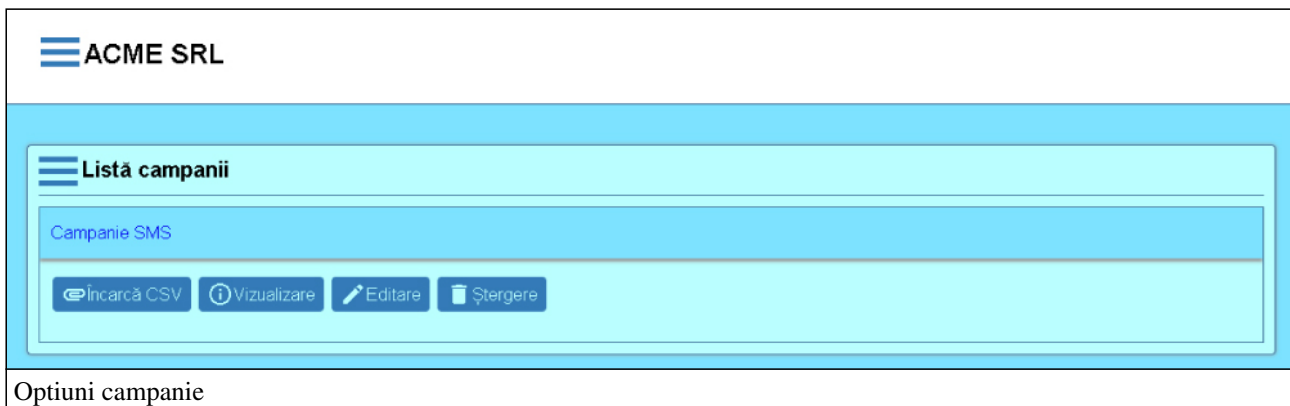 ACME SRL
Listă campanii
Campanie SMS
Încarcă CSV Vizualizare Editare Ștergere
Optiuni campanie